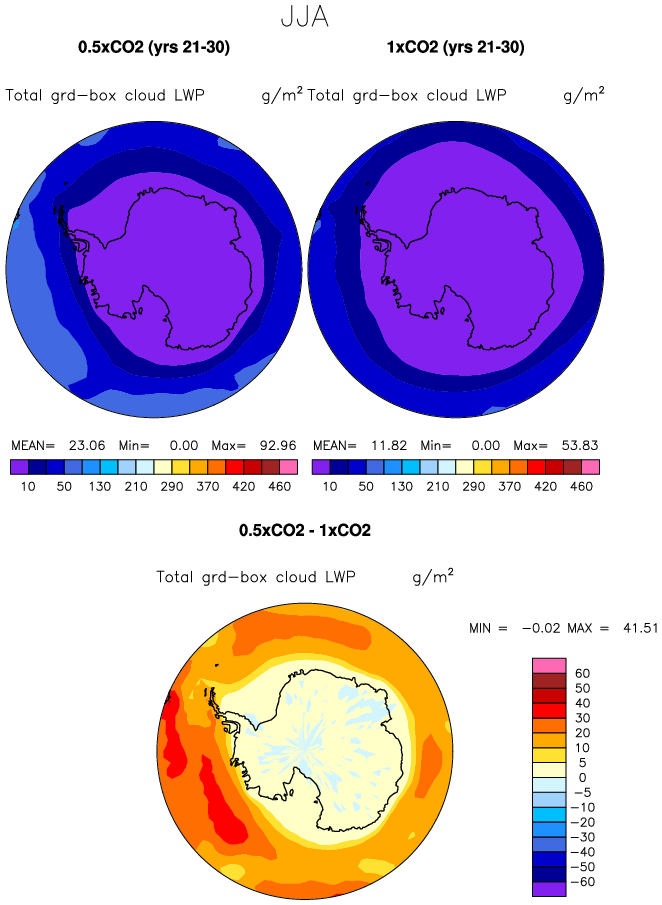 JJA
0.5xCO2 (yrs 21-30) 1xCO2 (yrs 21-30)
Total grd-box cloud LWP g/m² Total grd-box cloud LWP g/m²
MEAN= 23.06 Min= 0.00 Max= 92.96 MEAN= 11.82 Min= 0.00 Max= 53.83
10 50 130 210 290 370 420 460 10 50 130 210 290 370 420 460
0.5xCO2 - 1xCO2
Total grd-box cloud LWP g/m²
MIN = -0.02 MAX = 41.51
60
50
40
30
20
10
5
0
-5
-10
-20
-30
-40
-50
-60